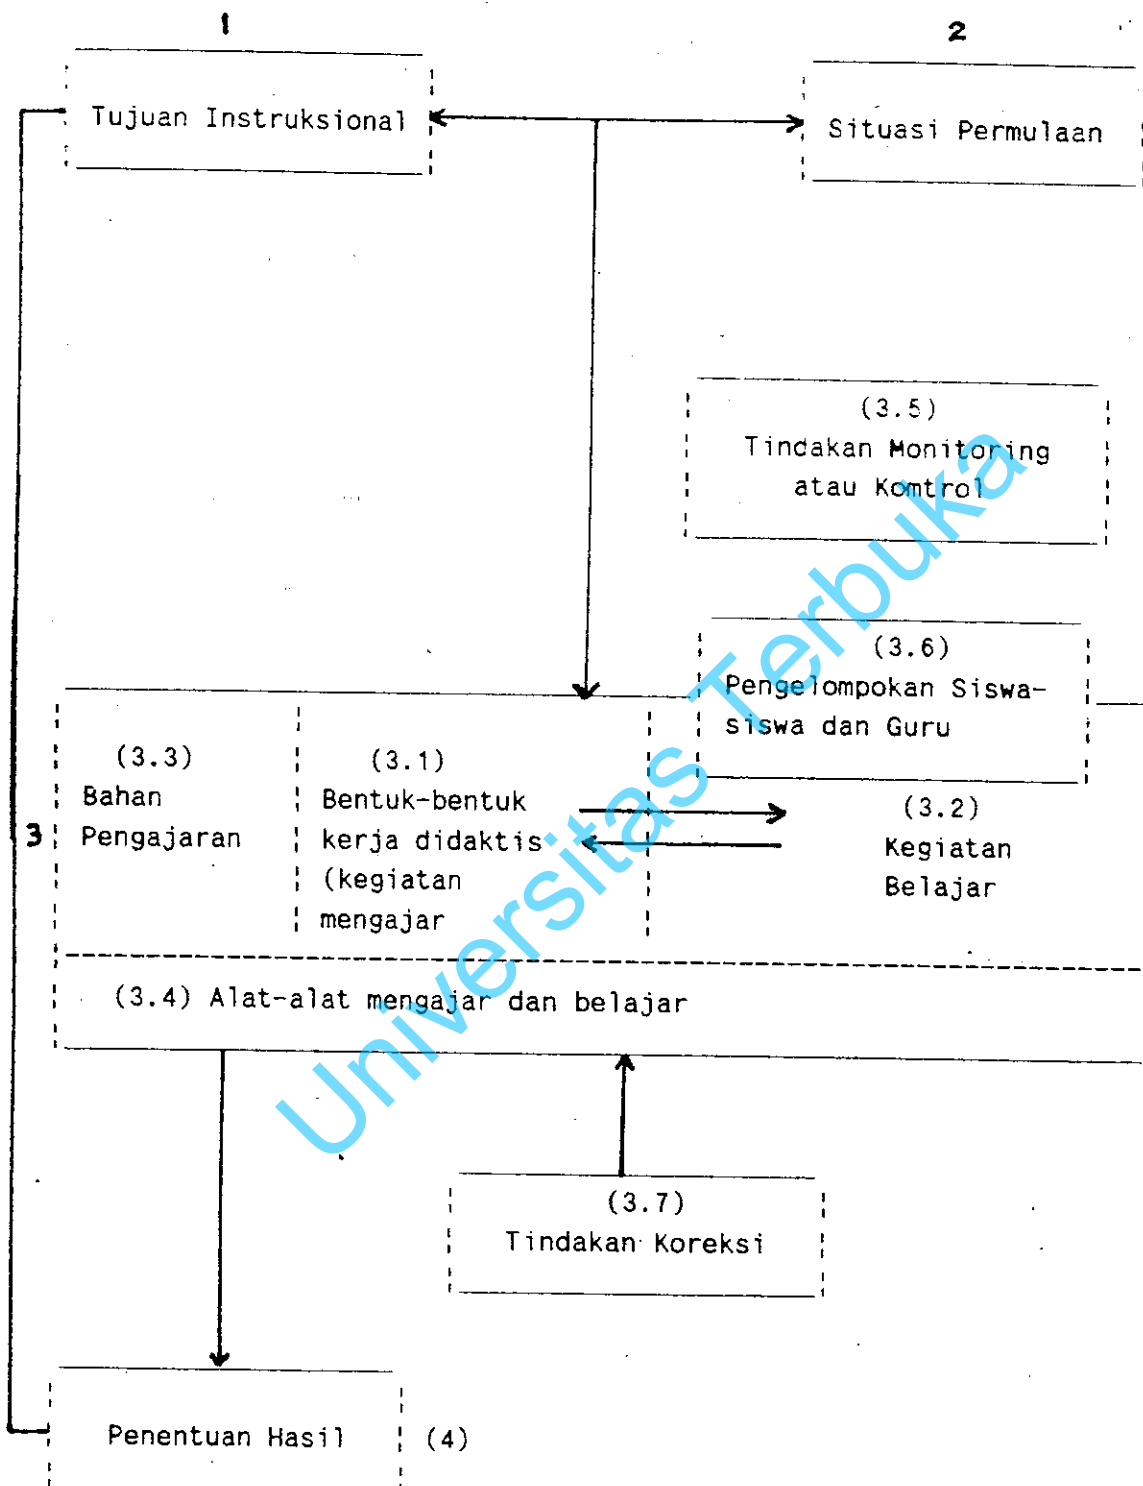 1
2
Tujuan Instruksional
Situasi Permulaan
(3.5)
Tindakan Monitoring
atau Komtrol
(3.6)
Pengelompokan Siswa-
siswa dan Guru
3
(3.3)
Bahan
Pengajaran
(3.1)
Bentuk-bentuk
kerja didaktis
(kegiatan
mengajar
(3.2)
Kegiatan
Belajar
(3.4) Alat-alat mengajar dan belajar
(3.7)
Tindakan Koreksi
Penentuan Hasil
(4)
Universitas Terbuka